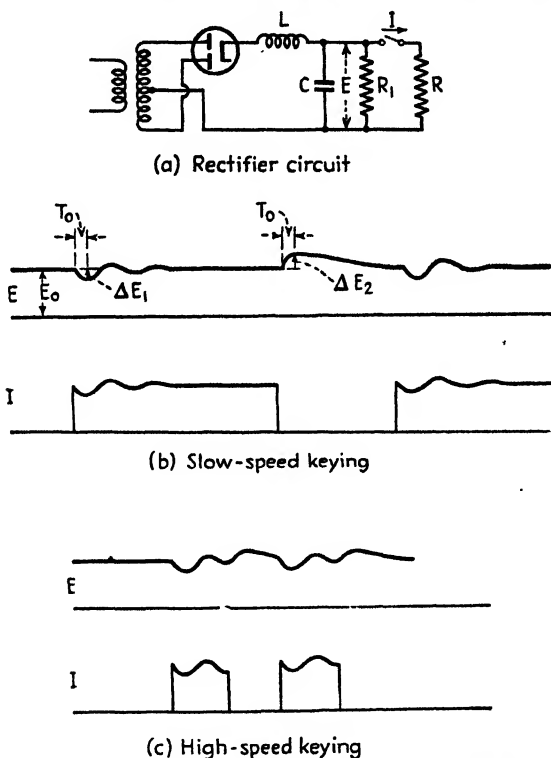 L
I
C
E
R₁
R
(a) Rectifier circuit
T₀
T₀
E
E₀
ΔE₁
ΔE₂
I
(b) Slow-speed keying
E
I
(c) High-speed keying